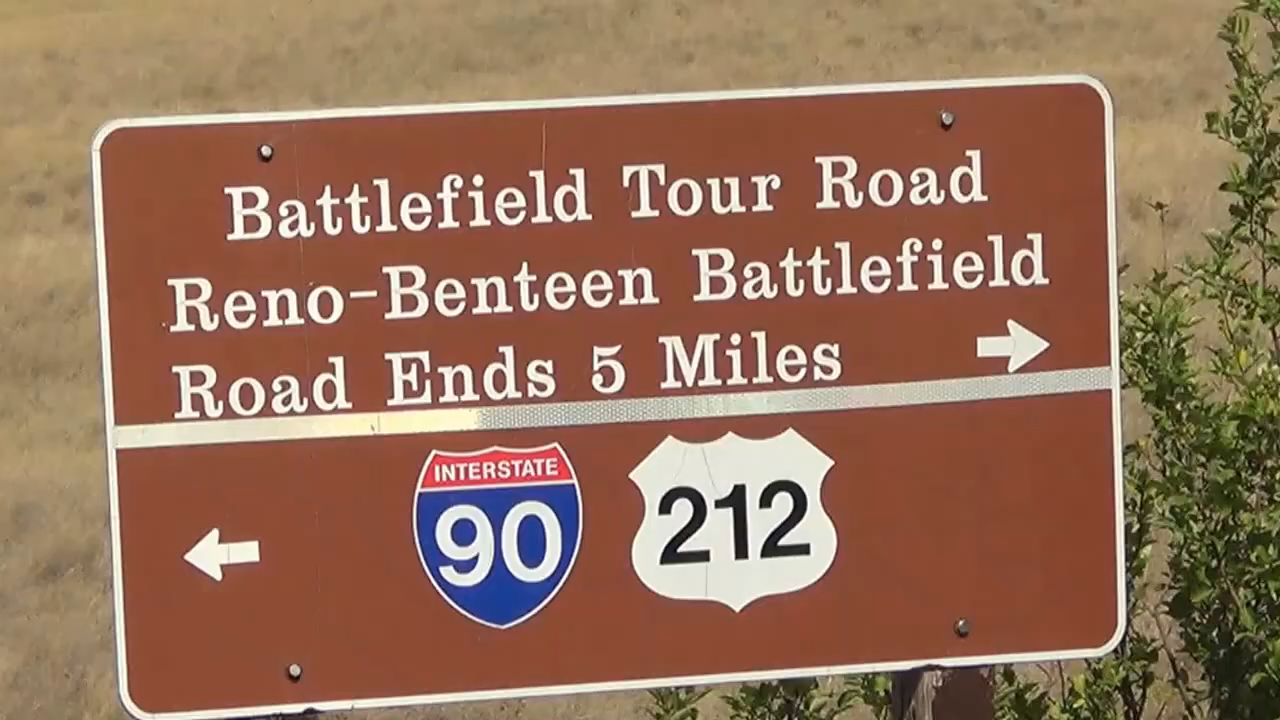 Battlefield Tour Road
Reno-Benteen Battlefield
Road Ends 5 Miles
INTERSTATE
90
212